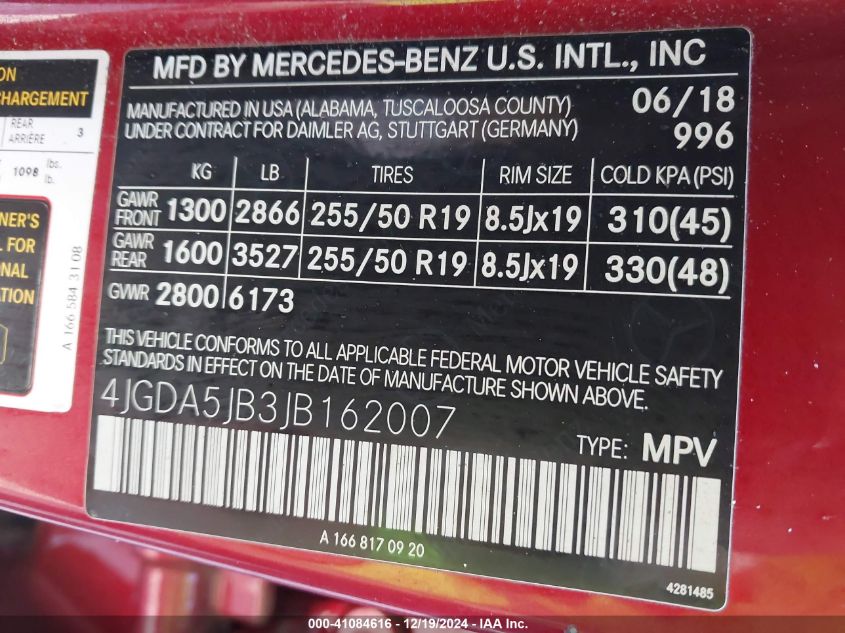 MFD BY MERCEDES-BENZ U.S. INTL., INC
MANUFACTURED IN USA (ALABAMA, TUSCALOOSA COUNTY) 06/18
UNDER CONTRACT FOR DAIMLER AG, STUTTGART (GERMANY) 996
KG LB TIRES RIM SIZE COLD KPA (PSI)
GAWR FRONT 1300 2866 255/50 R19 8.5Jx19 310(45)
GAWR REAR 1600 3527 255/50 R19 8.5Jx19 330(48)
GVWR 2800 6173
THIS VEHICLE CONFORMS TO ALL APPLICABLE FEDERAL MOTOR VEHICLE SAFETY
STANDARDS IN EFFECT ON THE DATE OF MANUFACTURE SHOWN ABOVE.
4JGDA5JB3JB162007
TYPE: MPV
A 166 817 09 20
4281485
ON
CHARGEMENT
REAR
ARRIÈRE 3
1098 lbs.
lb.
NER'S
L FOR
ONAL
ATION
A 166 584 31 08
000-41084616 - 12/19/2024 - IAA Inc.